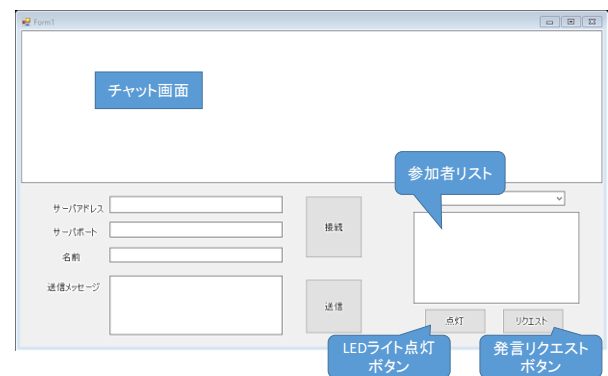 Form1
チャット画面
参加者リスト
サーバアドレス
サーバポート
名前
送信メッセージ
接続
送信
点灯
リクエスト
LEDライト点灯
ボタン
発言リクエスト
ボタン